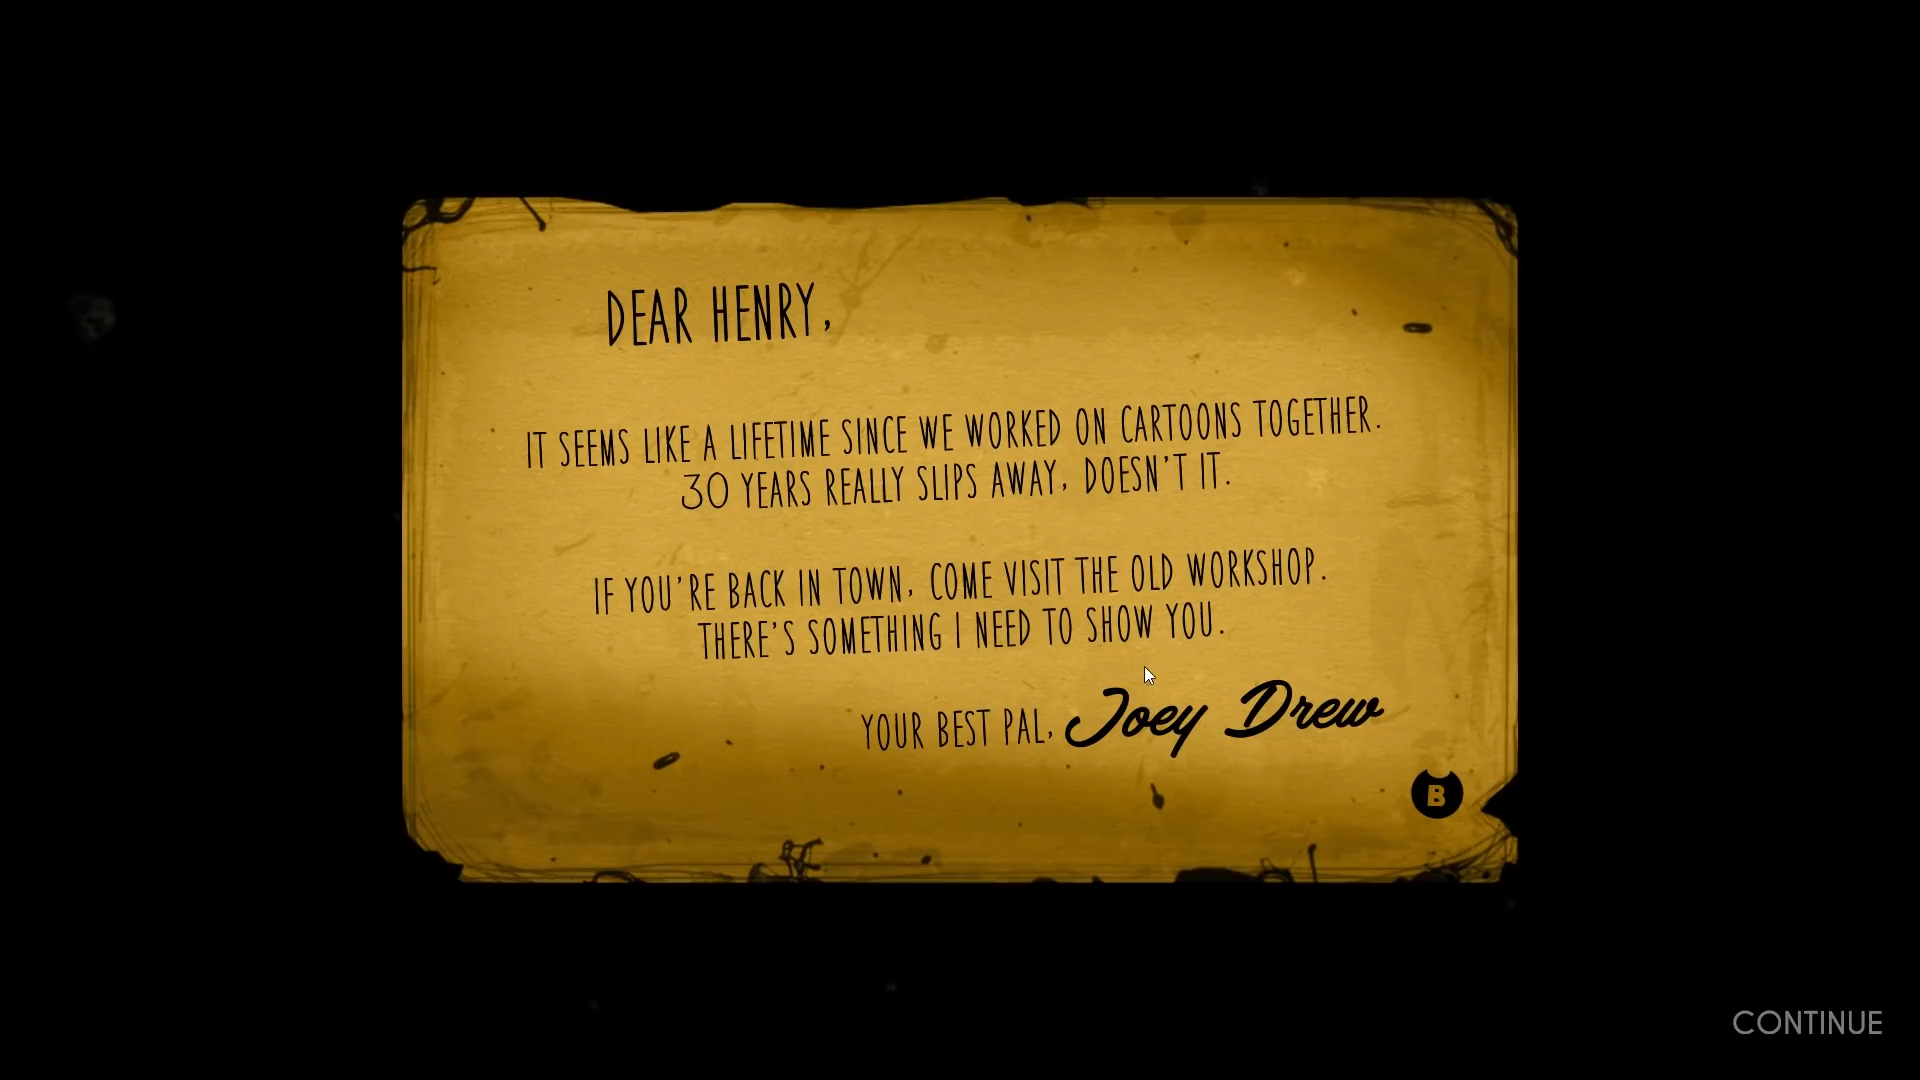 DEAR HENRY,
IT SEEMS LIKE A LIFETIME SINCE WE WORKED ON CARTOONS TOGETHER.
30 YEARS REALLY SLIPS AWAY, DOESN'T IT.
IF YOU'RE BACK IN TOWN, COME VISIT THE OLD WORKSHOP.
THERE'S SOMETHING I NEED TO SHOW YOU.
YOUR BEST PAL, Joey Drew
B
CONTINUE